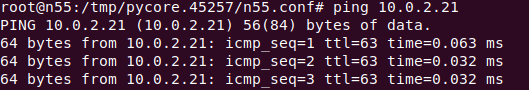 root@n55:/tmp/pycore.45257/n55.conf# ping 10.0.2.21
PING 10.0.2.21 (10.0.2.21) 56(84) bytes of data.
64 bytes from 10.0.2.21: icmp_seq=1 ttl=63 time=0.063 ms
64 bytes from 10.0.2.21: icmp_seq=2 ttl=63 time=0.032 ms
64 bytes from 10.0.2.21: icmp_seq=3 ttl=63 time=0.032 ms